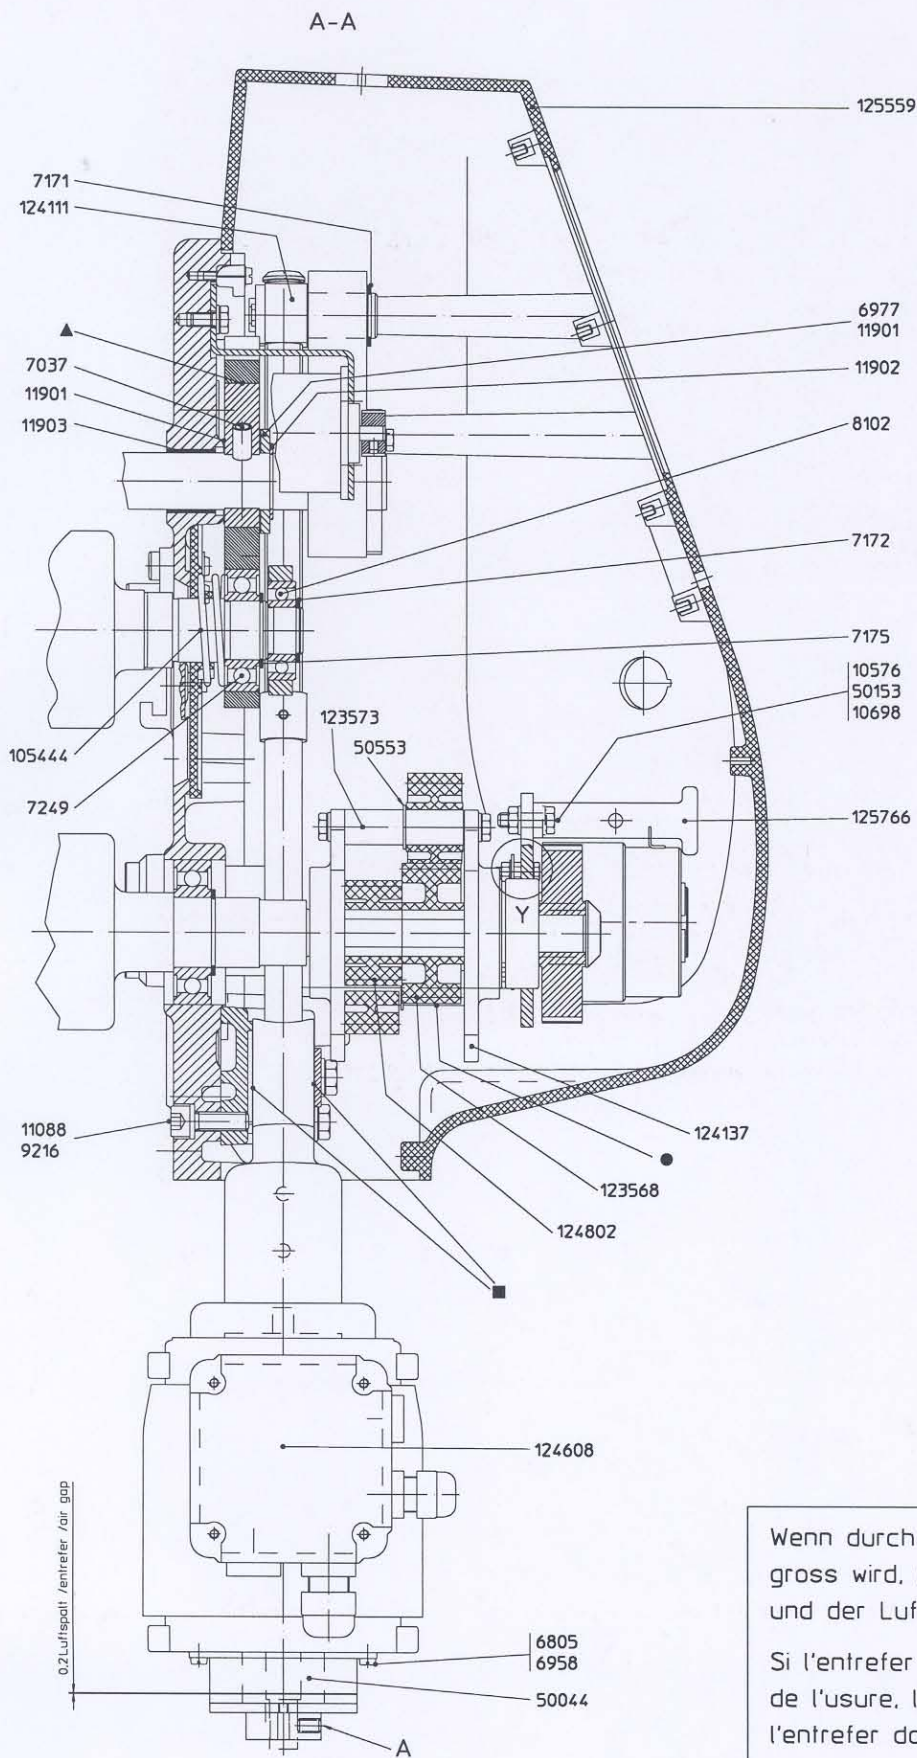 A-A
125559
7171
124111
6977
11901
7037
11901
11902
11903
8102
7172
7175
10576
50153
10698
123573
50553
105444
7249
125766
Y
11088
9216
124137
123568
124802
124608
0,2 Luftspalt /entrefer /air gap
6805
6958
50044
A
Wenn durch
gross wird,
und der Luf
Si l'entrefer
de l'usure, l
l'entrefer do